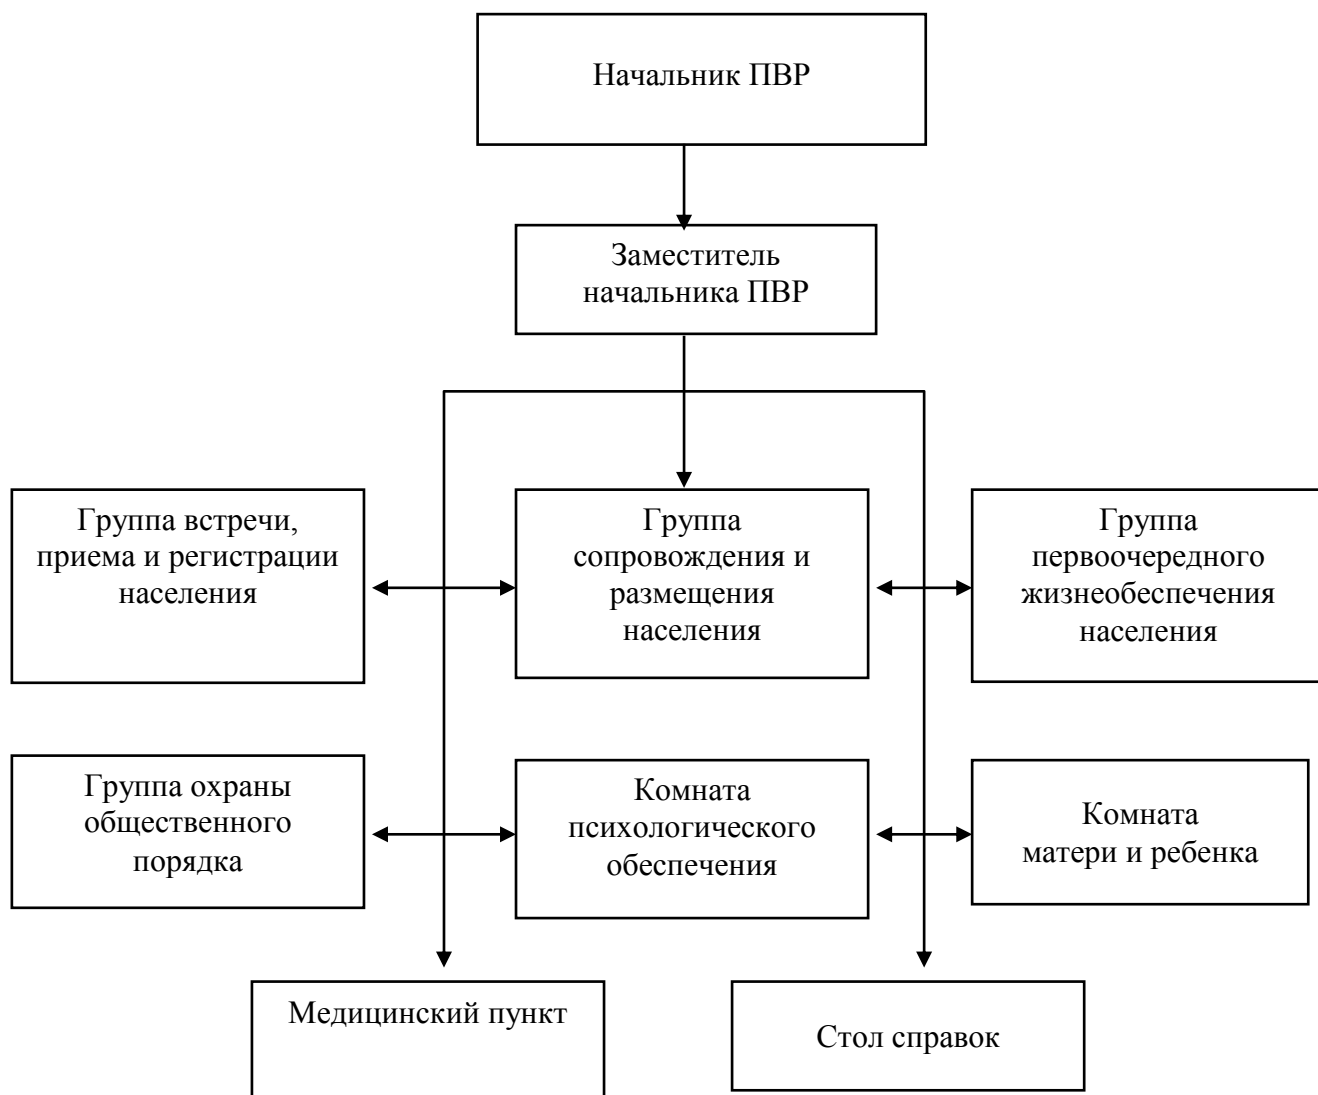 Начальник ПВР
Заместитель
начальника ПВР
Группа встречи,
приема и регистрации
населения
Группа
сопровождения и
размещения
населения
Группа
первоочередного
жизнеобеспечения
населения
Группа охраны
общественного
порядка
Комната
психологического
обеспечения
Комната
матери и ребенка
Медицинский пункт
Стол справок